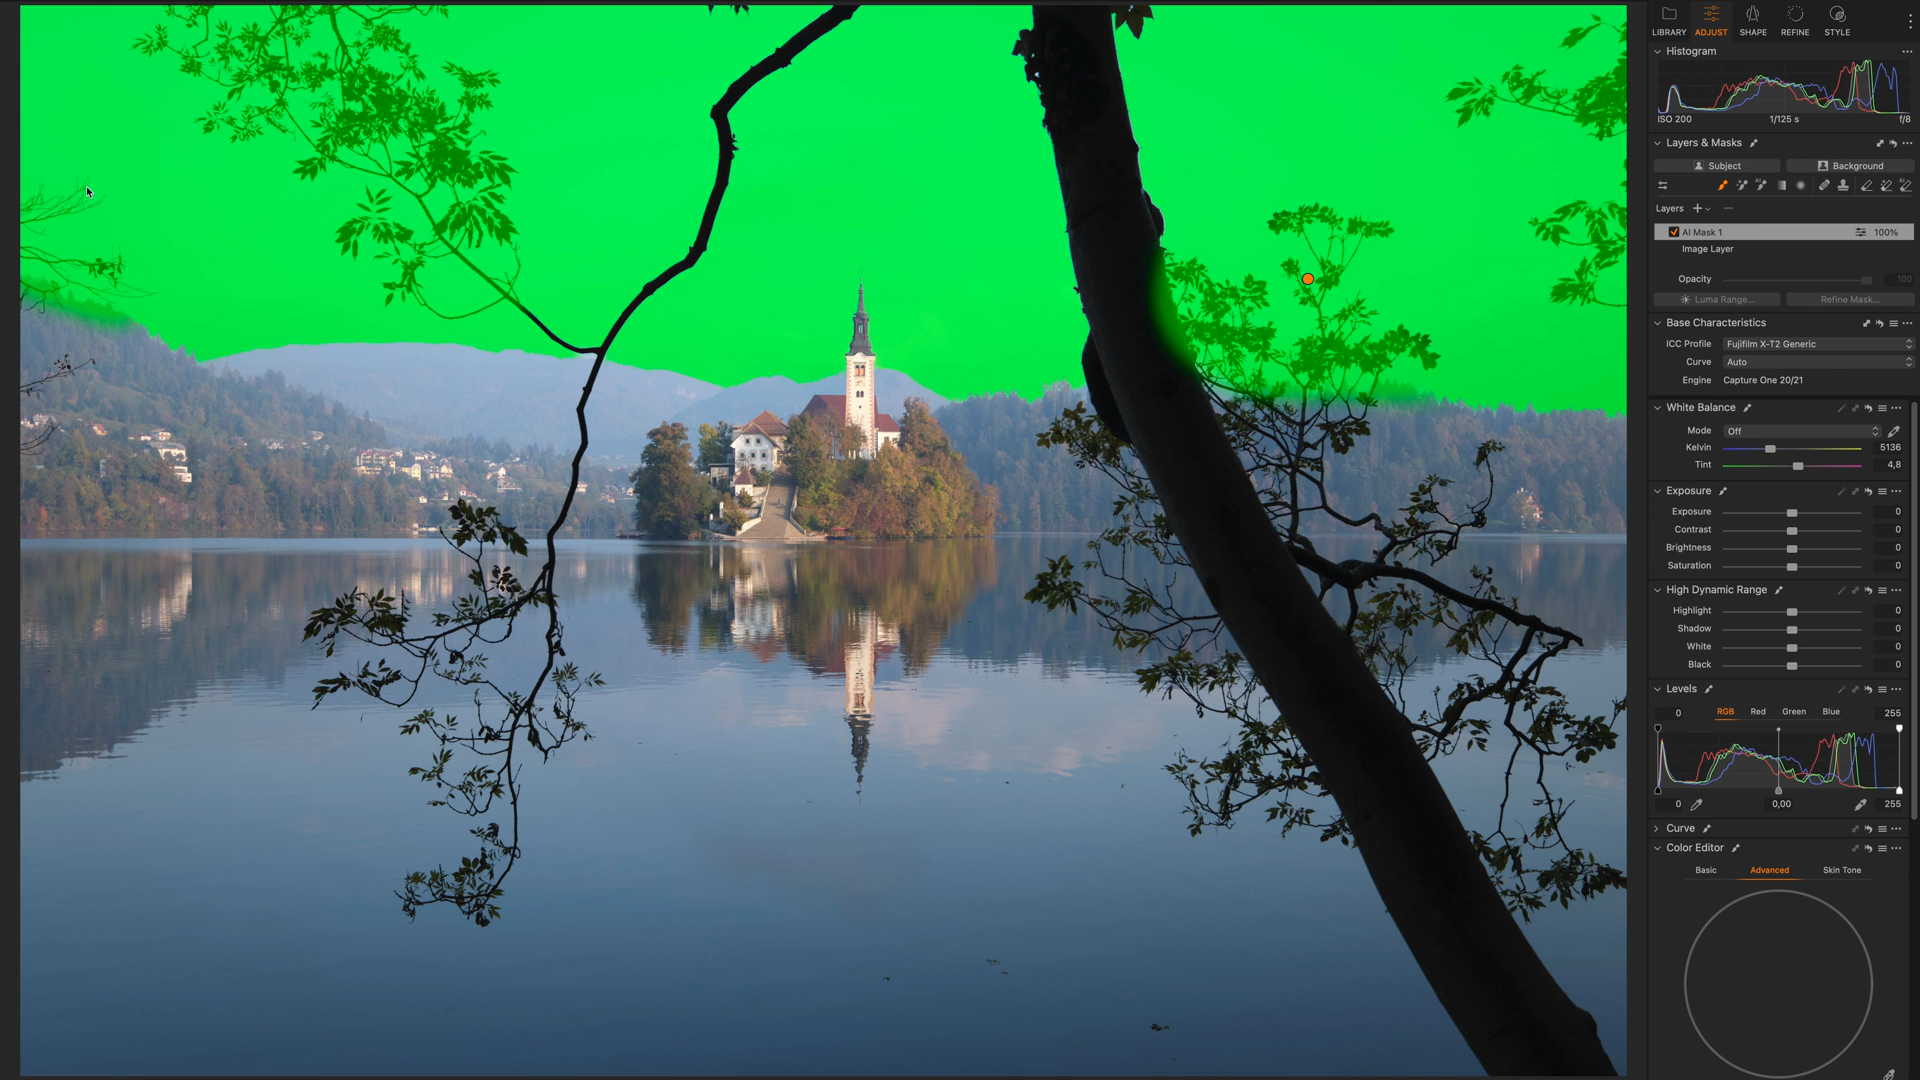 LIBRARY ADJUST SHAPE REFINE STYLE
Histogram
ISO 200 1/125 s f/8
Layers & Masks
Subject Background
Layers
AI Mask 1 100%
Image Layer
Opacity 100
Luma Range... Refine Mask...
Base Characteristics
ICC Profile Fujifilm X-T2 Generic
Curve Auto
Engine Capture One 20/21
White Balance
Mode Off
Kelvin 5136
Tint 4,8
Exposure
Exposure 0
Contrast 0
Brightness 0
Saturation 0
High Dynamic Range
Highlight 0
Shadow 0
White 0
Black 0
Levels
0 RGB Red Green Blue 255
0 0,00 255
Curve
Color Editor
Basic Advanced Skin Tone